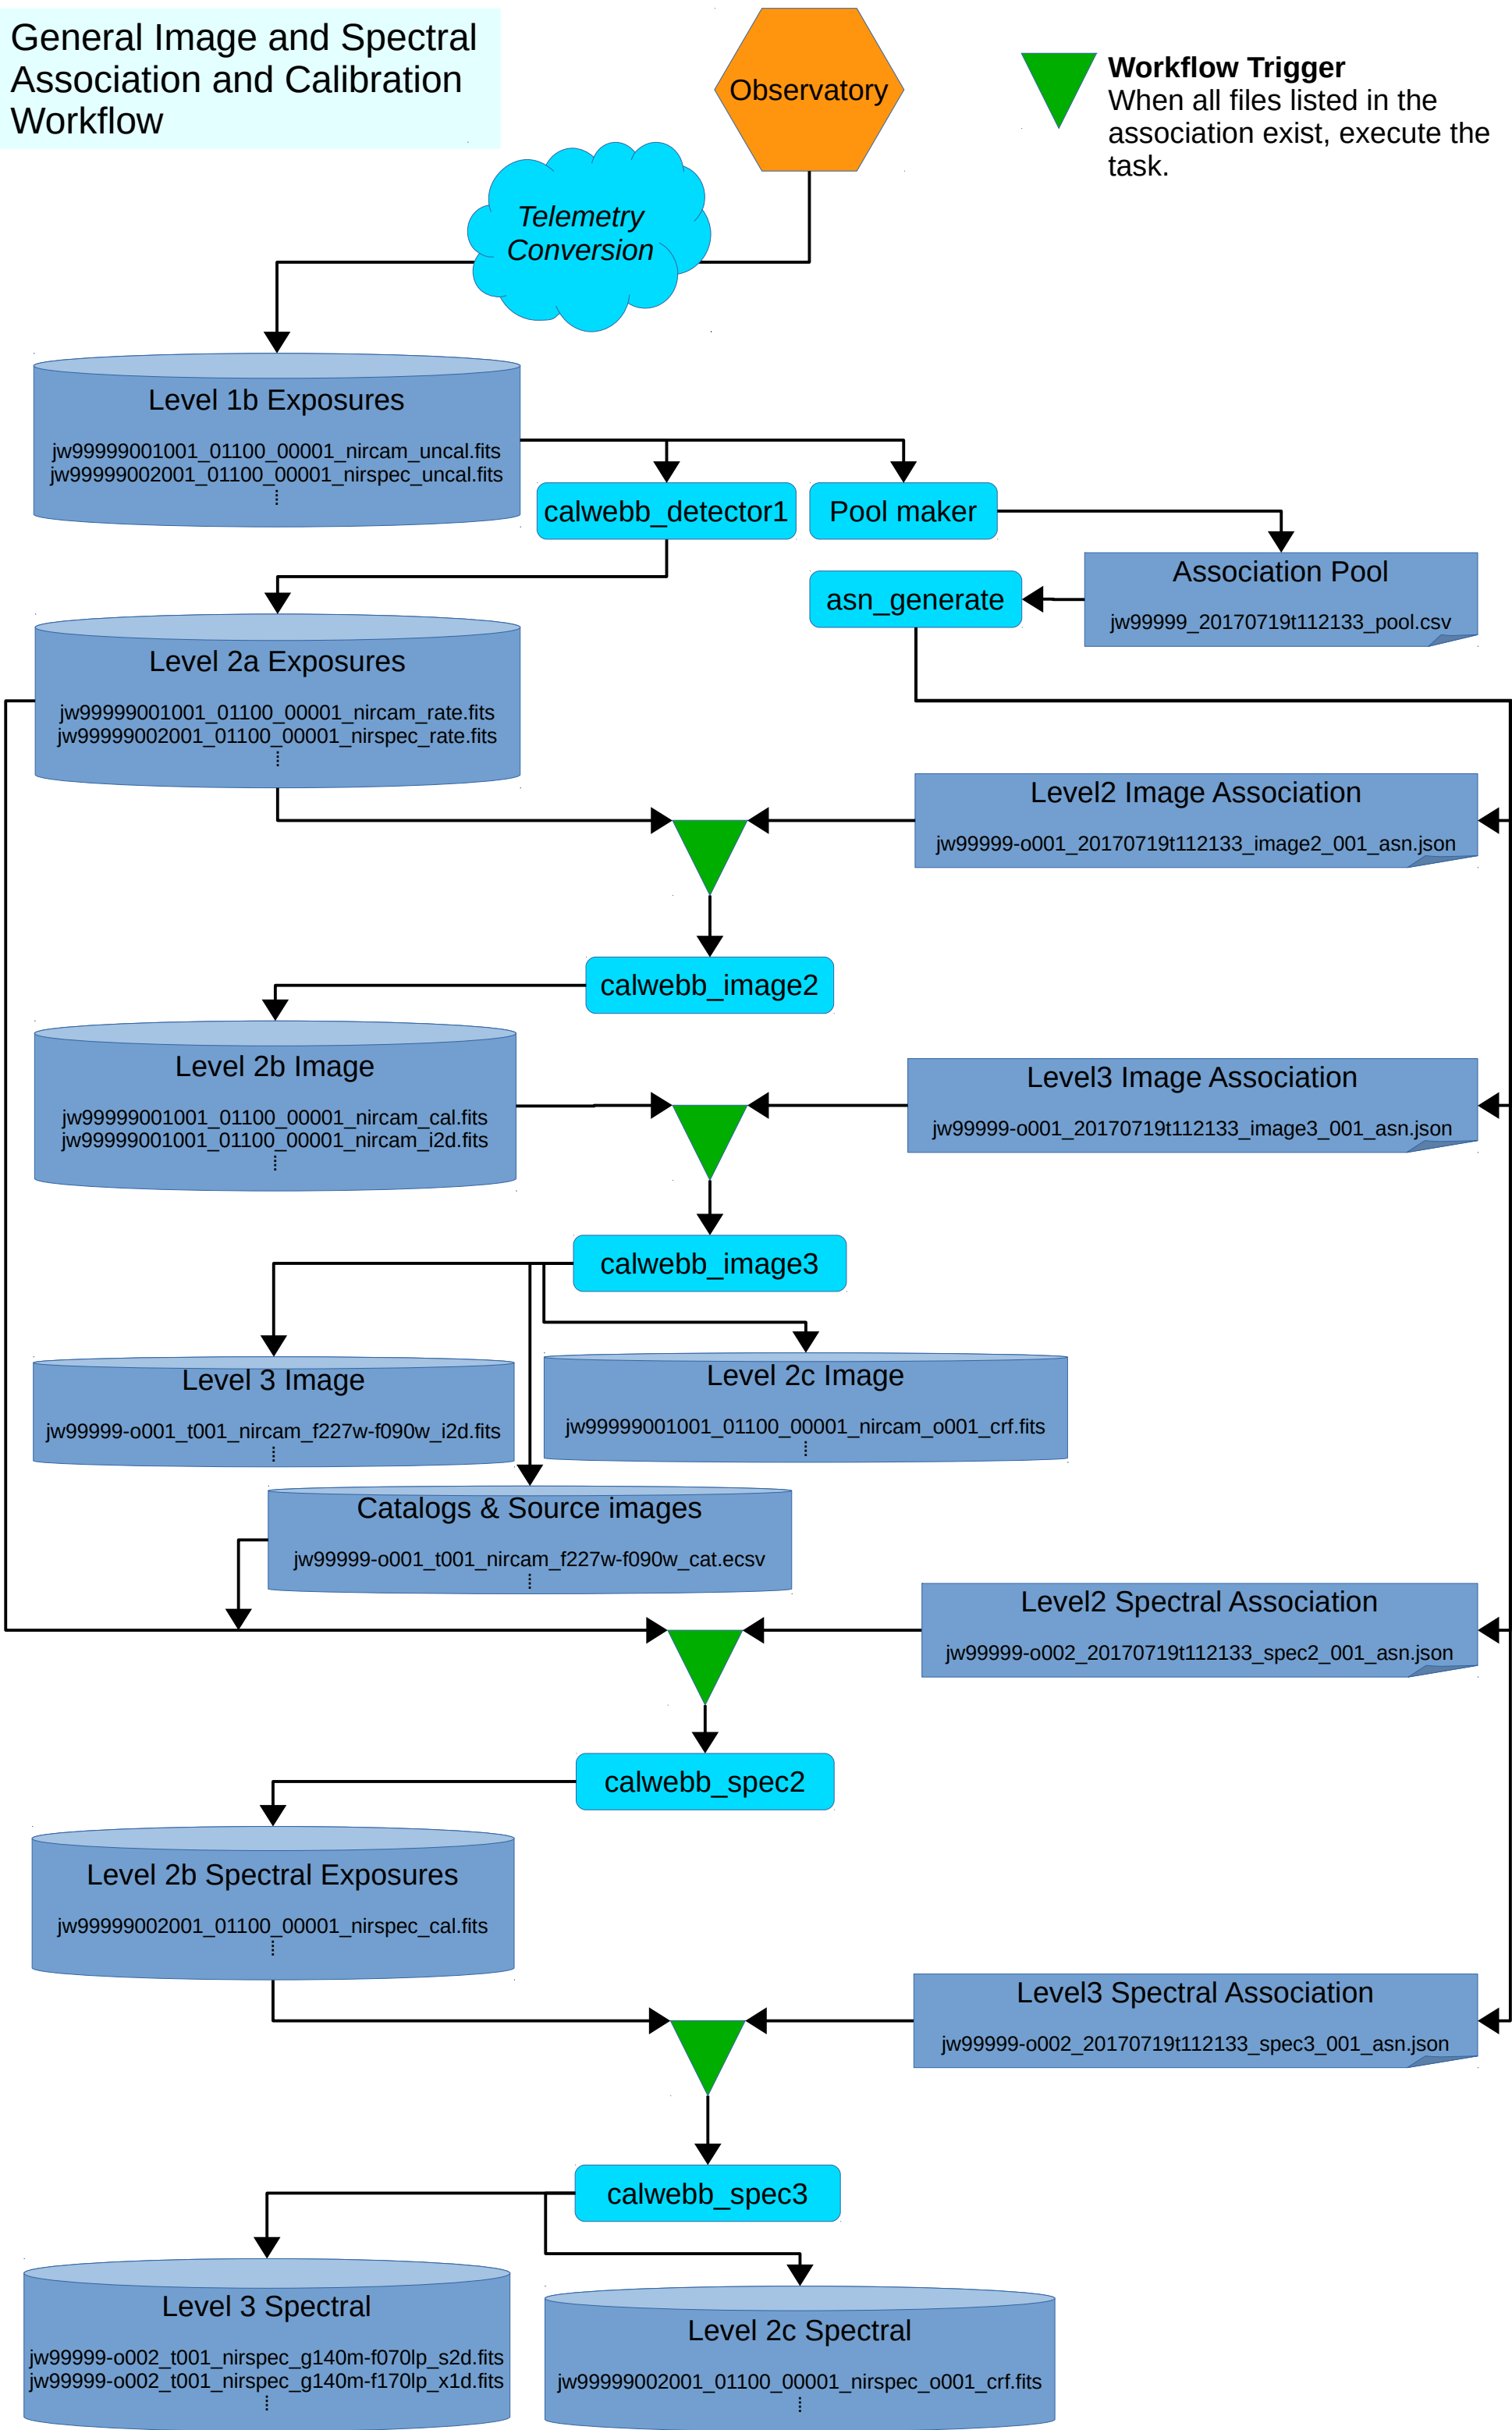 General Image and Spectral
Association and Calibration
Workflow
Observatory
Workflow Trigger
When all files listed in the
association exist, execute the
task.
Telemetry
Conversion
Level 1b Exposures
jw99999001001_01100_00001_nircam_uncal.fits
jw99999002001_01100_00001_nirspec_uncal.fits
calwebb_detector1
Pool maker
Association Pool
jw99999_20170719t112133_pool.csv
asn_generate
Level 2a Exposures
jw99999001001_01100_00001_nircam_rate.fits
jw99999002001_01100_00001_nirspec_rate.fits
Level2 Image Association
jw99999-o001_20170719t112133_image2_001_asn.json
calwebb_image2
Level 2b Image
jw99999001001_01100_00001_nircam_cal.fits
jw99999001001_01100_00001_nircam_i2d.fits
Level3 Image Association
jw99999-o001_20170719t112133_image3_001_asn.json
calwebb_image3
Level 3 Image
jw99999-o001_t001_nircam_f227w-f090w_i2d.fits
Level 2c Image
jw99999001001_01100_00001_nircam_o001_crf.fits
Catalogs & Source images
jw99999-o001_t001_nircam_f227w-f090w_cat.ecsv
Level2 Spectral Association
jw99999-o002_20170719t112133_spec2_001_asn.json
calwebb_spec2
Level 2b Spectral Exposures
jw99999002001_01100_00001_nirspec_cal.fits
Level3 Spectral Association
jw99999-o002_20170719t112133_spec3_001_asn.json
calwebb_spec3
Level 3 Spectral
jw99999-o002_t001_nirspec_g140m-f070lp_s2d.fits
jw99999-o002_t001_nirspec_g140m-f170lp_x1d.fits
Level 2c Spectral
jw99999002001_01100_00001_nirspec_o001_crf.fits